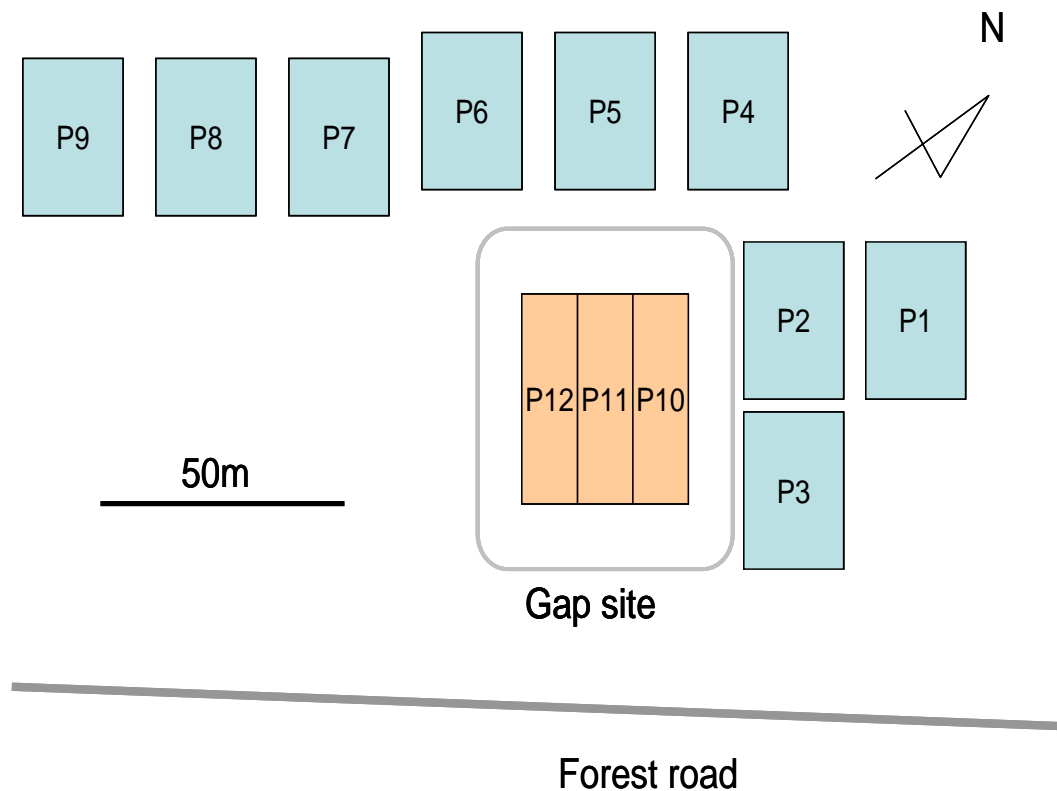 N
P9 P8 P7 P6 P5 P4
P2 P1
P12 P11 P10
P3
50m
Gap site
Forest road